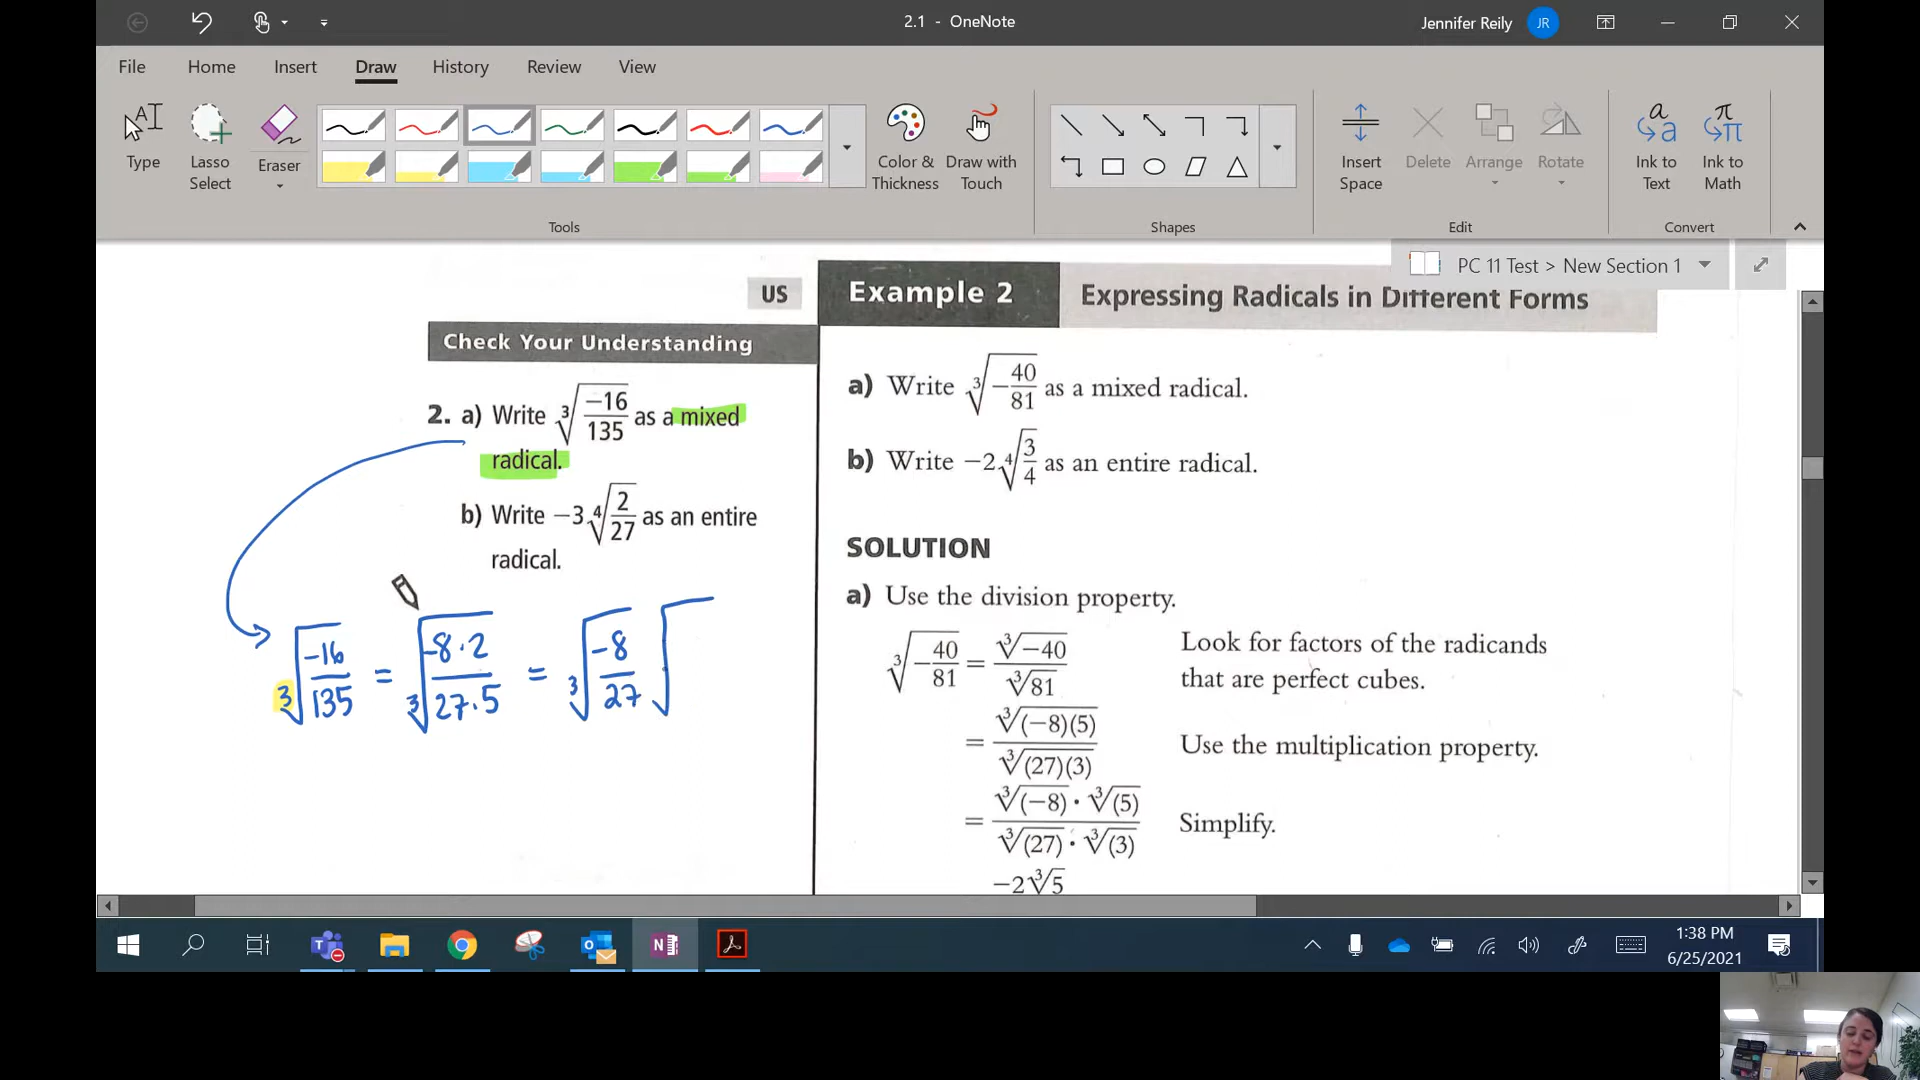 2.1 - OneNote
Jennifer Reily JR
File Home Insert Draw History Review View
Type
Lasso Select
Eraser
Color & Thickness
Draw with Touch
Insert Space
Delete
Arrange
Rotate
Ink to Text
Ink to Math
Tools Shapes Edit Convert
PC 11 Test > New Section 1
US
Check Your Understanding
2. a) Write ∛(-16/135) as a mixed
radical.
b) Write −3 ∜(2/27) as an entire
radical.
∛(-16/135) = ∛(-8·2/27·5) = ∛(-8/27) √
Example 2 Expressing Radicals in Different Forms
a) Write ∛(−40/81) as a mixed radical.
b) Write −2∜(3/4) as an entire radical.
SOLUTION
a) Use the division property.
∛(−40/81) = ∛−40/∛81 Look for factors of the radicands
that are perfect cubes.
= ∛(−8)(5)/∛(27)(3) Use the multiplication property.
= ∛(−8) · ∛(5)/∛(27) · ∛(3) Simplify.
−2∛5
1:38 PM
6/25/2021